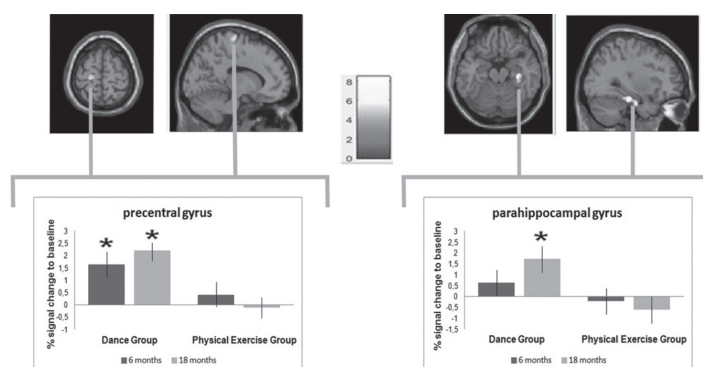 8
6
4
2
0
precentral gyrus
% signal change to baseline
3
2,5
2
1,5
1
0,5
0
-0,5
-1
*
*
Dance Group
Physical Exercise Group
6 months
18 months
parahippocampal gyrus
% signal change to baseline
3
2,5
2
1,5
1
0,5
0
-0,5
-1
-1,5
*
Dance Group
Physical Exercise Group
6 months
18 months